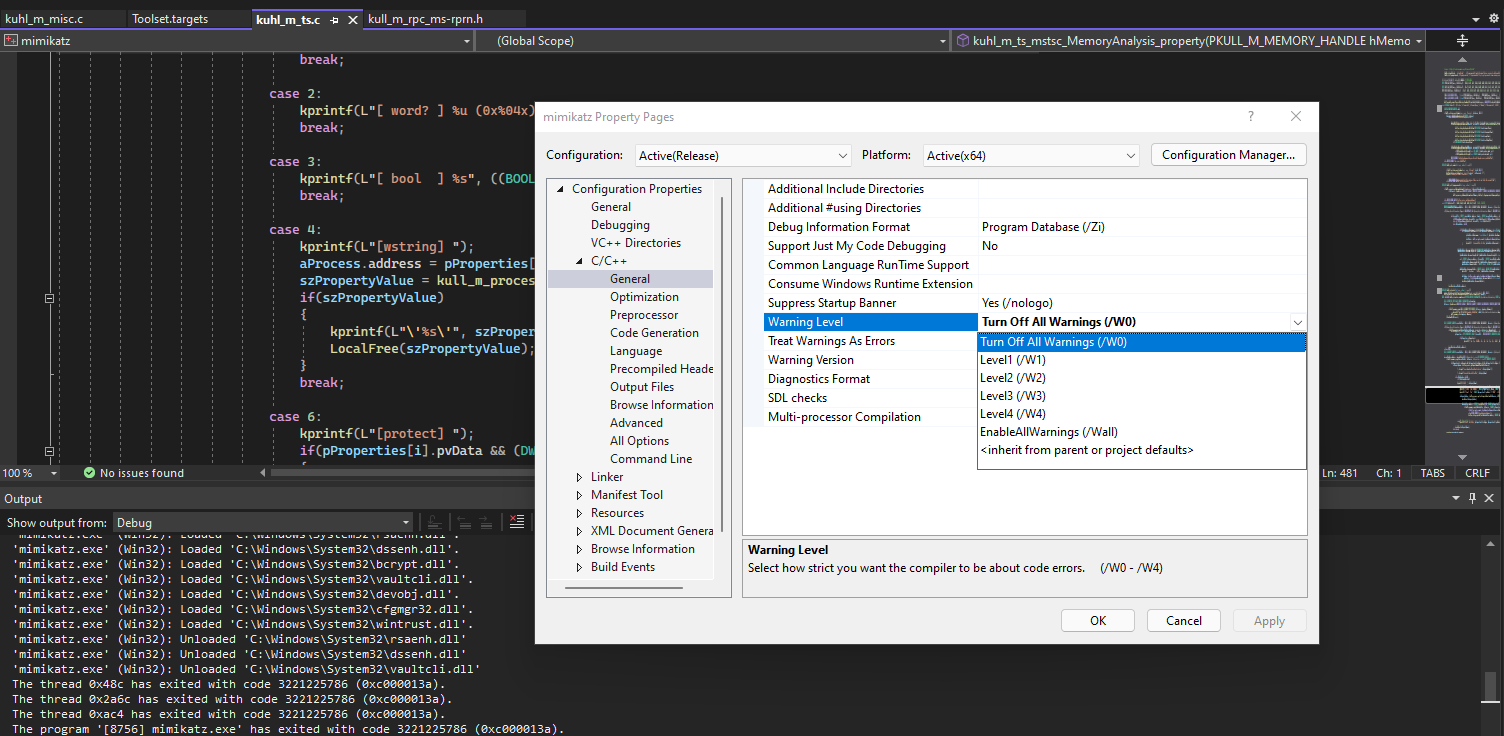 kuhl_m_misc.c
Toolset.targets
kuhl_m_ts.c
kull_m_rpc_ms-rprn.h
mimikatz
(Global Scope)
kuhl_m_ts_mstsc_MemoryAnalysis_property(PKULL_M_MEMORY_HANDLE hMemo
break;
case 2:
kprintf(L"[ word? ] %u (0x%04x)
break;
case 3:
kprintf(L"[ bool  ] %s", ((BOOL
break;
case 4:
kprintf(L"[wstring] ");
aProcess.address = pProperties[
szPropertyValue = kull_m_proces
if(szPropertyValue)
{
kprintf(L"\'%s\'", szProper
LocalFree(szPropertyValue);
}
break;
case 6:
kprintf(L"[protect] ");
if(pProperties[i].pvData && (DW
100 %
No issues found
Ln: 481
Ch: 1
TABS
CRLF
mimikatz Property Pages
?
Configuration:
Active(Release)
Platform:
Active(x64)
Configuration Manager...
Configuration Properties
General
Debugging
VC++ Directories
C/C++
General
Optimization
Preprocessor
Code Generation
Language
Precompiled Heade
Output Files
Browse Information
Advanced
All Options
Command Line
Linker
Manifest Tool
Resources
XML Document Genera
Browse Information
Build Events
Additional Include Directories
Additional #using Directories
Debug Information Format Program Database (/Zi)
Support Just My Code Debugging No
Common Language RunTime Support
Consume Windows Runtime Extension
Suppress Startup Banner Yes (/nologo)
Warning Level Turn Off All Warnings (/W0)
Treat Warnings As Errors
Warning Version
Diagnostics Format
SDL checks
Multi-processor Compilation
Turn Off All Warnings (/W0)
Level1 (/W1)
Level2 (/W2)
Level3 (/W3)
Level4 (/W4)
EnableAllWarnings (/Wall)
<inherit from parent or project defaults>
Warning Level
Select how strict you want the compiler to be about code errors. (/W0 - /W4)
OK
Cancel
Apply
Output
Show output from:
Debug
'mimikatz.exe' (Win32): Loaded 'C:\Windows\System32\rsaenh.dll'.
'mimikatz.exe' (Win32): Loaded 'C:\Windows\System32\dssenh.dll'.
'mimikatz.exe' (Win32): Loaded 'C:\Windows\System32\bcrypt.dll'.
'mimikatz.exe' (Win32): Loaded 'C:\Windows\System32\vaultcli.dll'.
'mimikatz.exe' (Win32): Loaded 'C:\Windows\System32\devobj.dll'.
'mimikatz.exe' (Win32): Loaded 'C:\Windows\System32\cfgmgr32.dll'.
'mimikatz.exe' (Win32): Loaded 'C:\Windows\System32\wintrust.dll'.
'mimikatz.exe' (Win32): Unloaded 'C:\Windows\System32\rsaenh.dll'
'mimikatz.exe' (Win32): Unloaded 'C:\Windows\System32\dssenh.dll'
'mimikatz.exe' (Win32): Unloaded 'C:\Windows\System32\vaultcli.dll'
The thread 0x48c has exited with code 3221225786 (0xc000013a).
The thread 0x2a6c has exited with code 3221225786 (0xc000013a).
The thread 0xac4 has exited with code 3221225786 (0xc000013a).
The program '[8756] mimikatz.exe' has exited with code 3221225786 (0xc000013a).